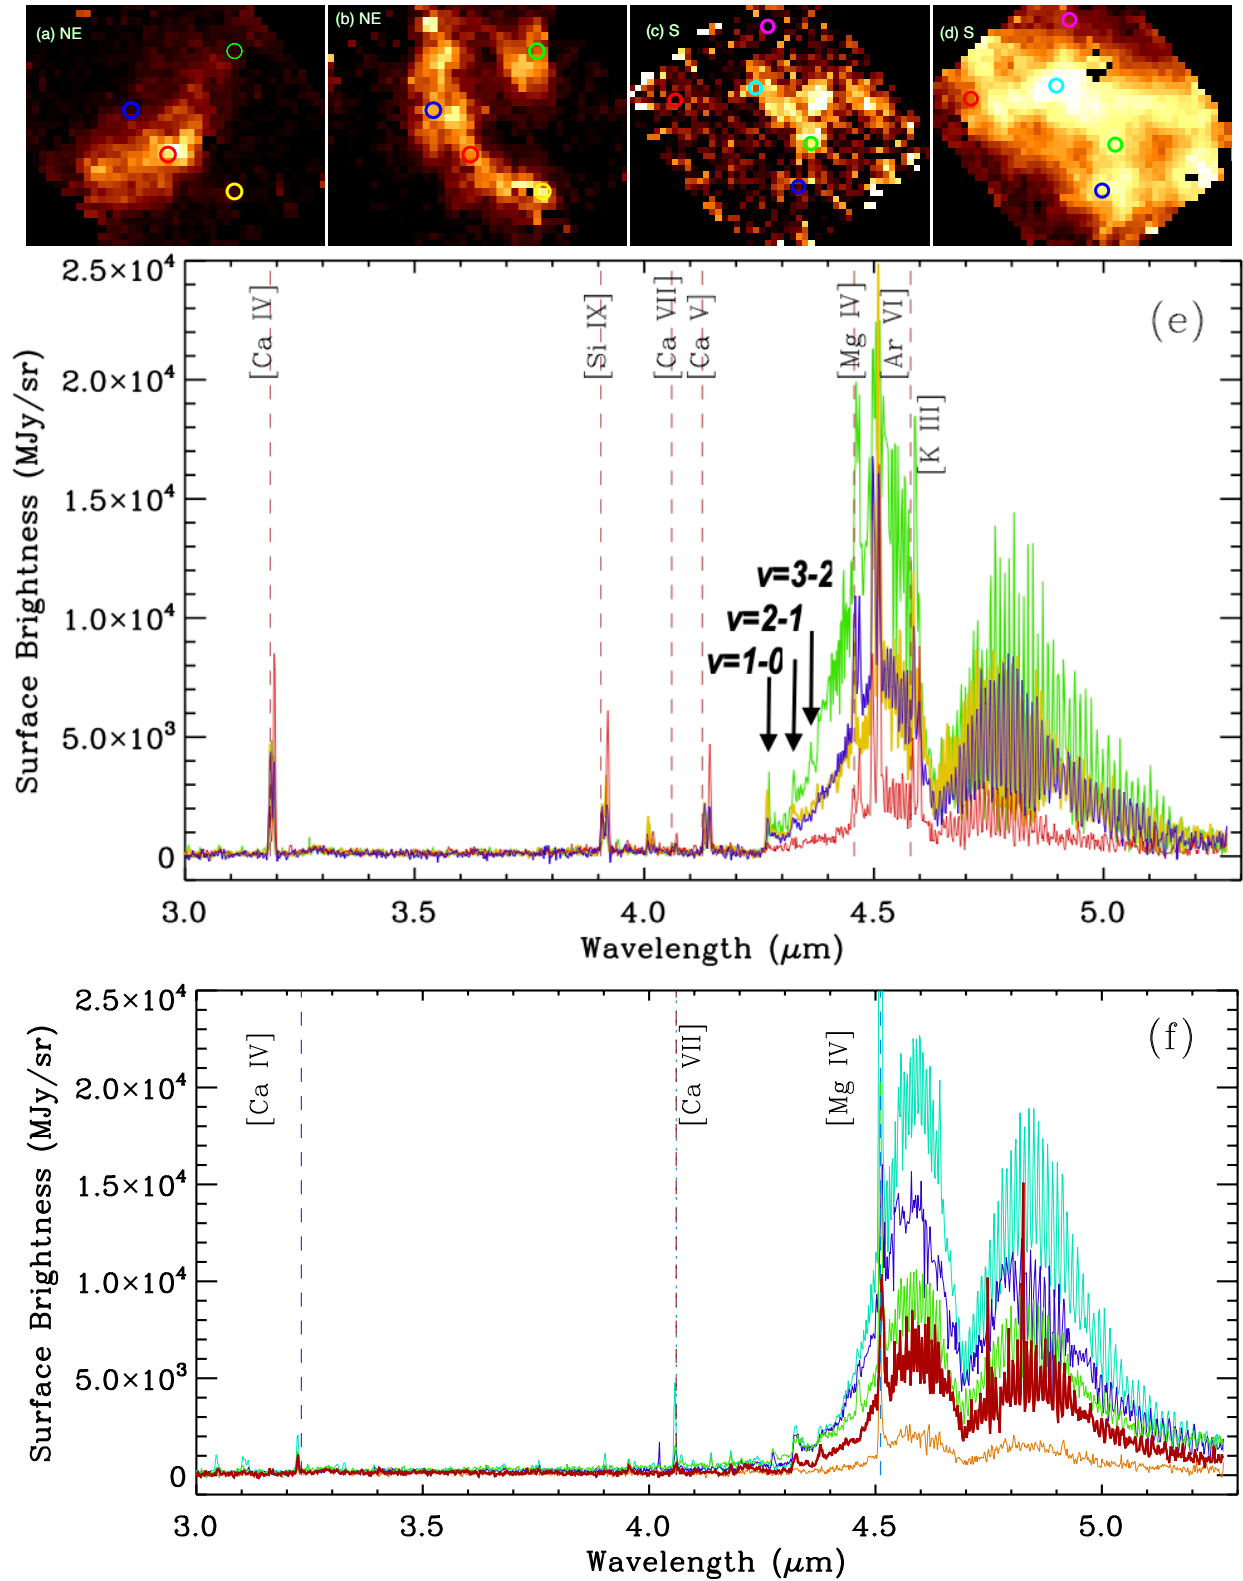 (a) NE
(b) NE
(c) S
(d) S
2.5×10⁴
2.0×10⁴
1.5×10⁴
1.0×10⁴
5.0×10³
0
Surface Brightness (MJy/sr)
[Ca IV]
[Si IX]
[Ca VII]
[Ca V]
[Mg IV]
[Ar VI]
[K III]
(e)
v=3-2
v=2-1
v=1-0
3.0
3.5
4.0
4.5
5.0
Wavelength (μm)
2.5×10⁴
2.0×10⁴
1.5×10⁴
1.0×10⁴
5.0×10³
0
Surface Brightness (MJy/sr)
[Ca IV]
[Ca VII]
[Mg IV]
(f)
3.0
3.5
4.0
4.5
5.0
Wavelength (μm)